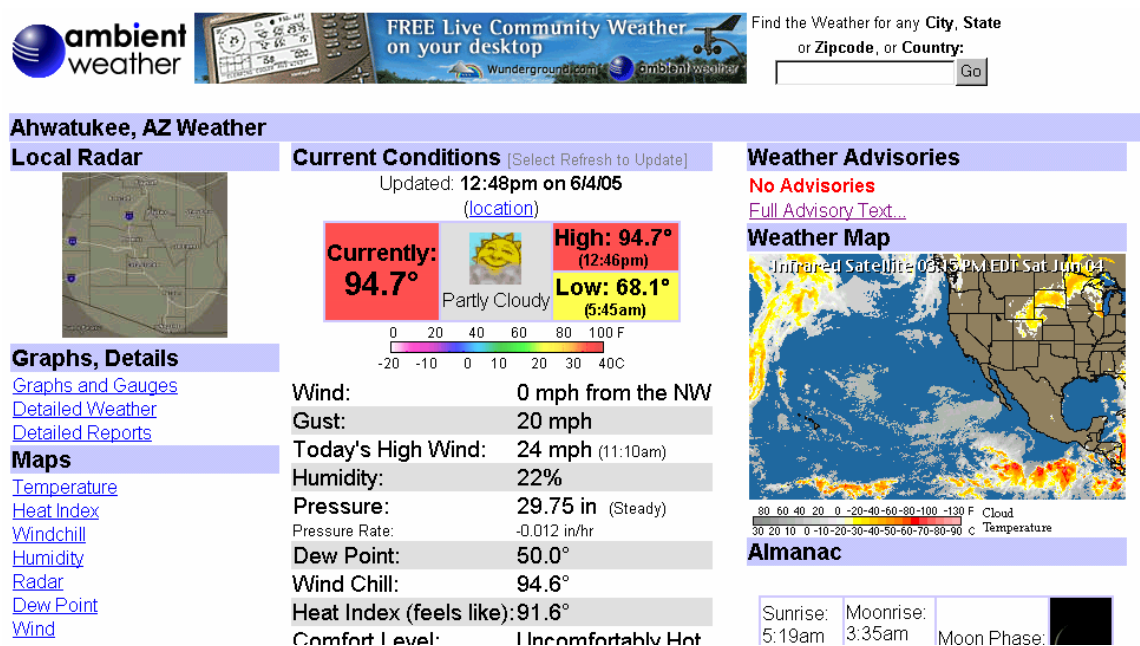 ambient
weather
FREE Live Community Weather
on your desktop
Wunderground.com
ambient weather
Find the Weather for any City, State
or Zipcode, or Country:
Go
Ahwatukee, AZ Weather
Local Radar
Graphs, Details
Graphs and Gauges
Detailed Weather
Detailed Reports
Maps
Temperature
Heat Index
Windchill
Humidity
Radar
Dew Point
Wind
Current Conditions [Select Refresh to Update]
Updated: 12:48pm on 6/4/05
(location)
Currently:
94.7°
Partly Cloudy
High: 94.7°
(12:46pm)
Low: 68.1°
(5:45am)
0 20 40 60 80 100 F
-20 -10 0 10 20 30 40C
Wind: 0 mph from the NW
Gust: 20 mph
Today's High Wind: 24 mph (11:10am)
Humidity: 22%
Pressure: 29.75 in (Steady)
Pressure Rate: -0.012 in/hr
Dew Point: 50.0°
Wind Chill: 94.6°
Heat Index (feels like): 91.6°
Comfort Level: Uncomfortably Hot
Weather Advisories
No Advisories
Full Advisory Text...
Weather Map
Infrared Satellite 03:15 PM EDT Sat Jun 04
80 60 40 20 0 -20-40-60-80-100 -130 F Cloud
30 20 10 0 -10-20-30-40-50-60-70-80-90 C Temperature
Almanac
Sunrise:
5:19am
Moonrise:
3:35am
Moon Phase: